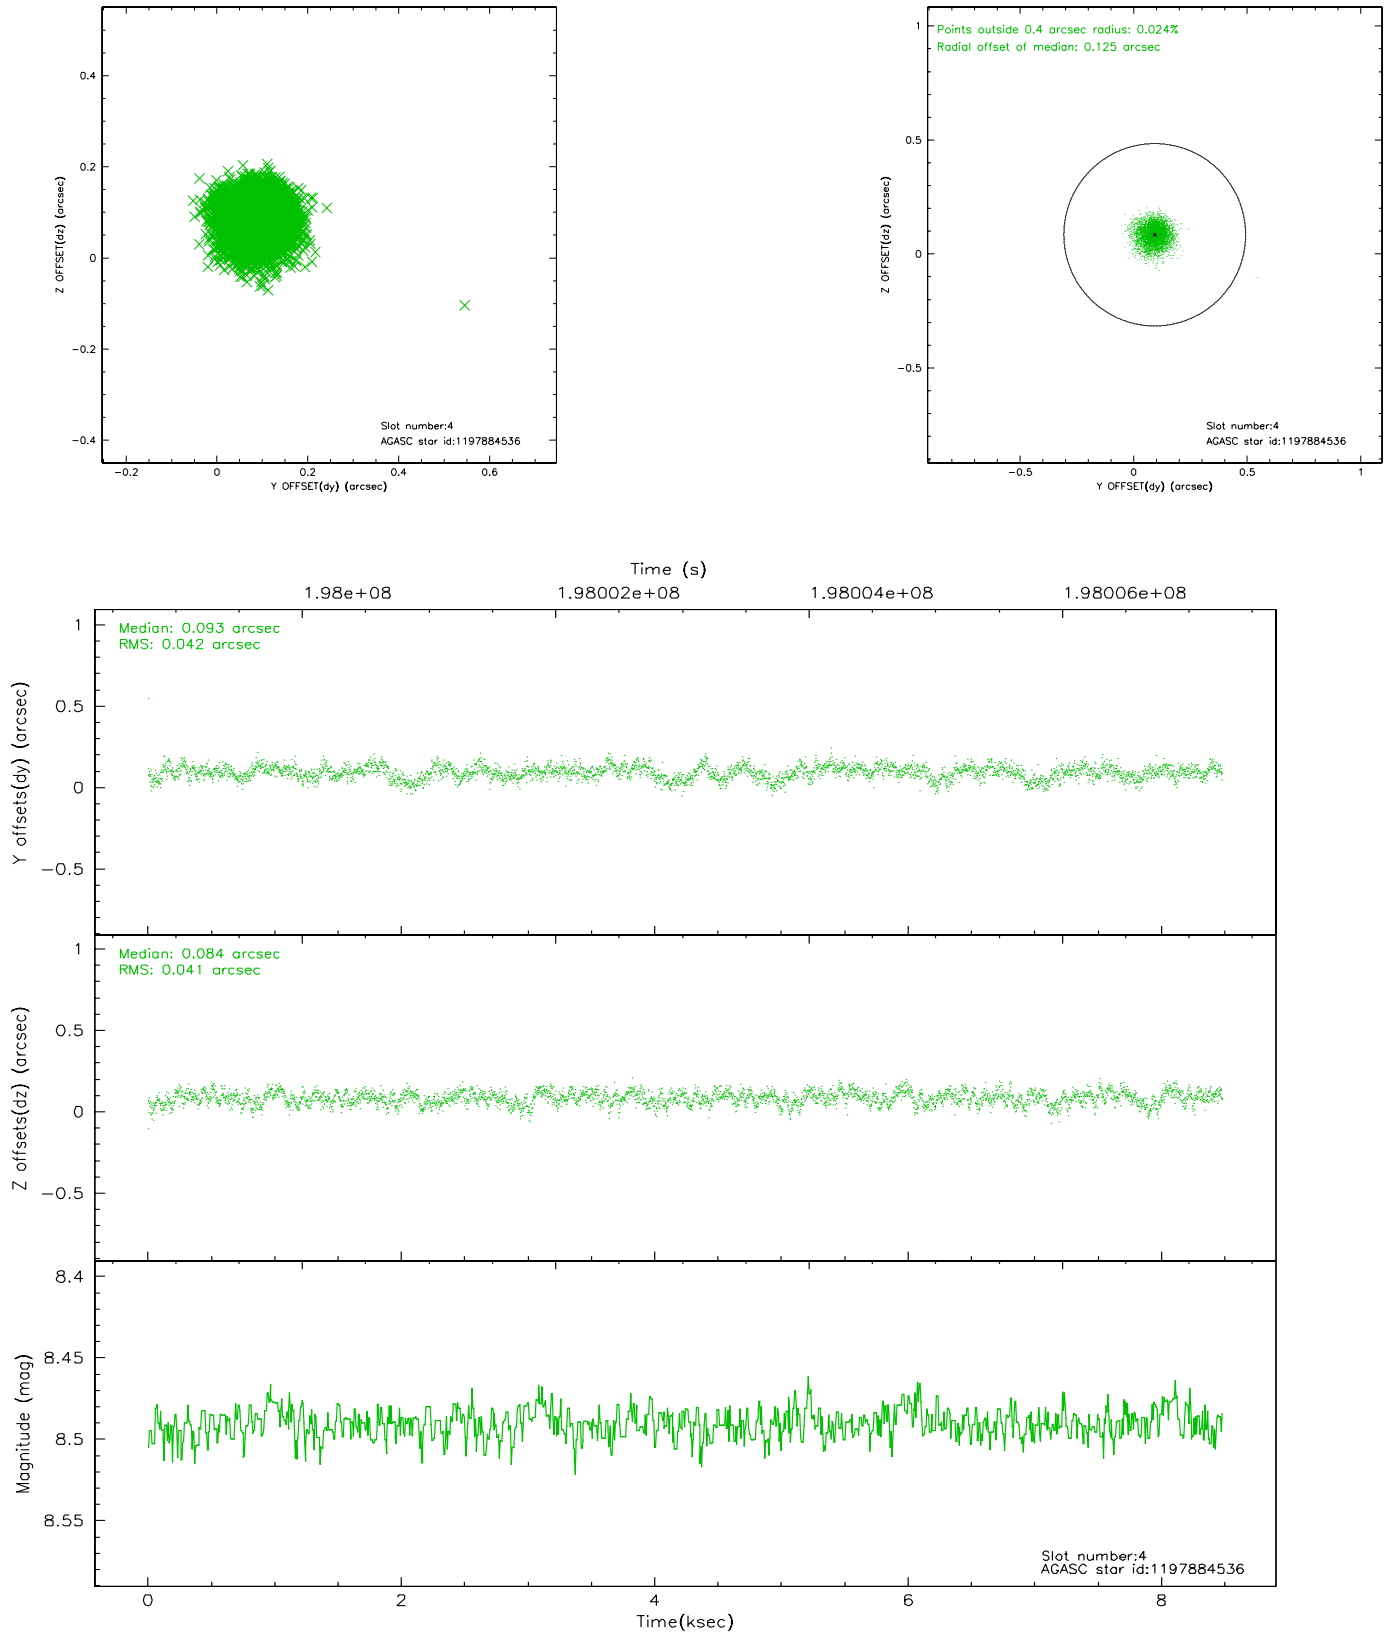 0.4
0.2
0
-0.2
-0.4
Z OFFSET(dz) (arcsec)
Slot number:4
AGASC star id:1197884536
-0.2 0 0.2 0.4 0.6
Y OFFSET(dy) (arcsec)
Points outside 0.4 arcsec radius: 0.024%
Radial offset of median: 0.125 arcsec
1
0.5
0
-0.5
Z OFFSET(dz) (arcsec)
Slot number:4
AGASC star id:1197884536
-0.5 0 0.5 1
Y OFFSET(dy) (arcsec)
Time (s)
1.98e+08 1.980002e+08 1.980004e+08 1.980006e+08
Median: 0.093 arcsec
RMS: 0.042 arcsec
1
0.5
0
-0.5
Y offsets(dy) (arcsec)
Median: 0.084 arcsec
RMS: 0.041 arcsec
1
0.5
0
-0.5
Z offsets(dz) (arcsec)
8.4
8.45
8.5
8.55
Magnitude (mag)
Slot number:4
AGASC star id:1197884536
0 2 4 6 8
Time(ksec)